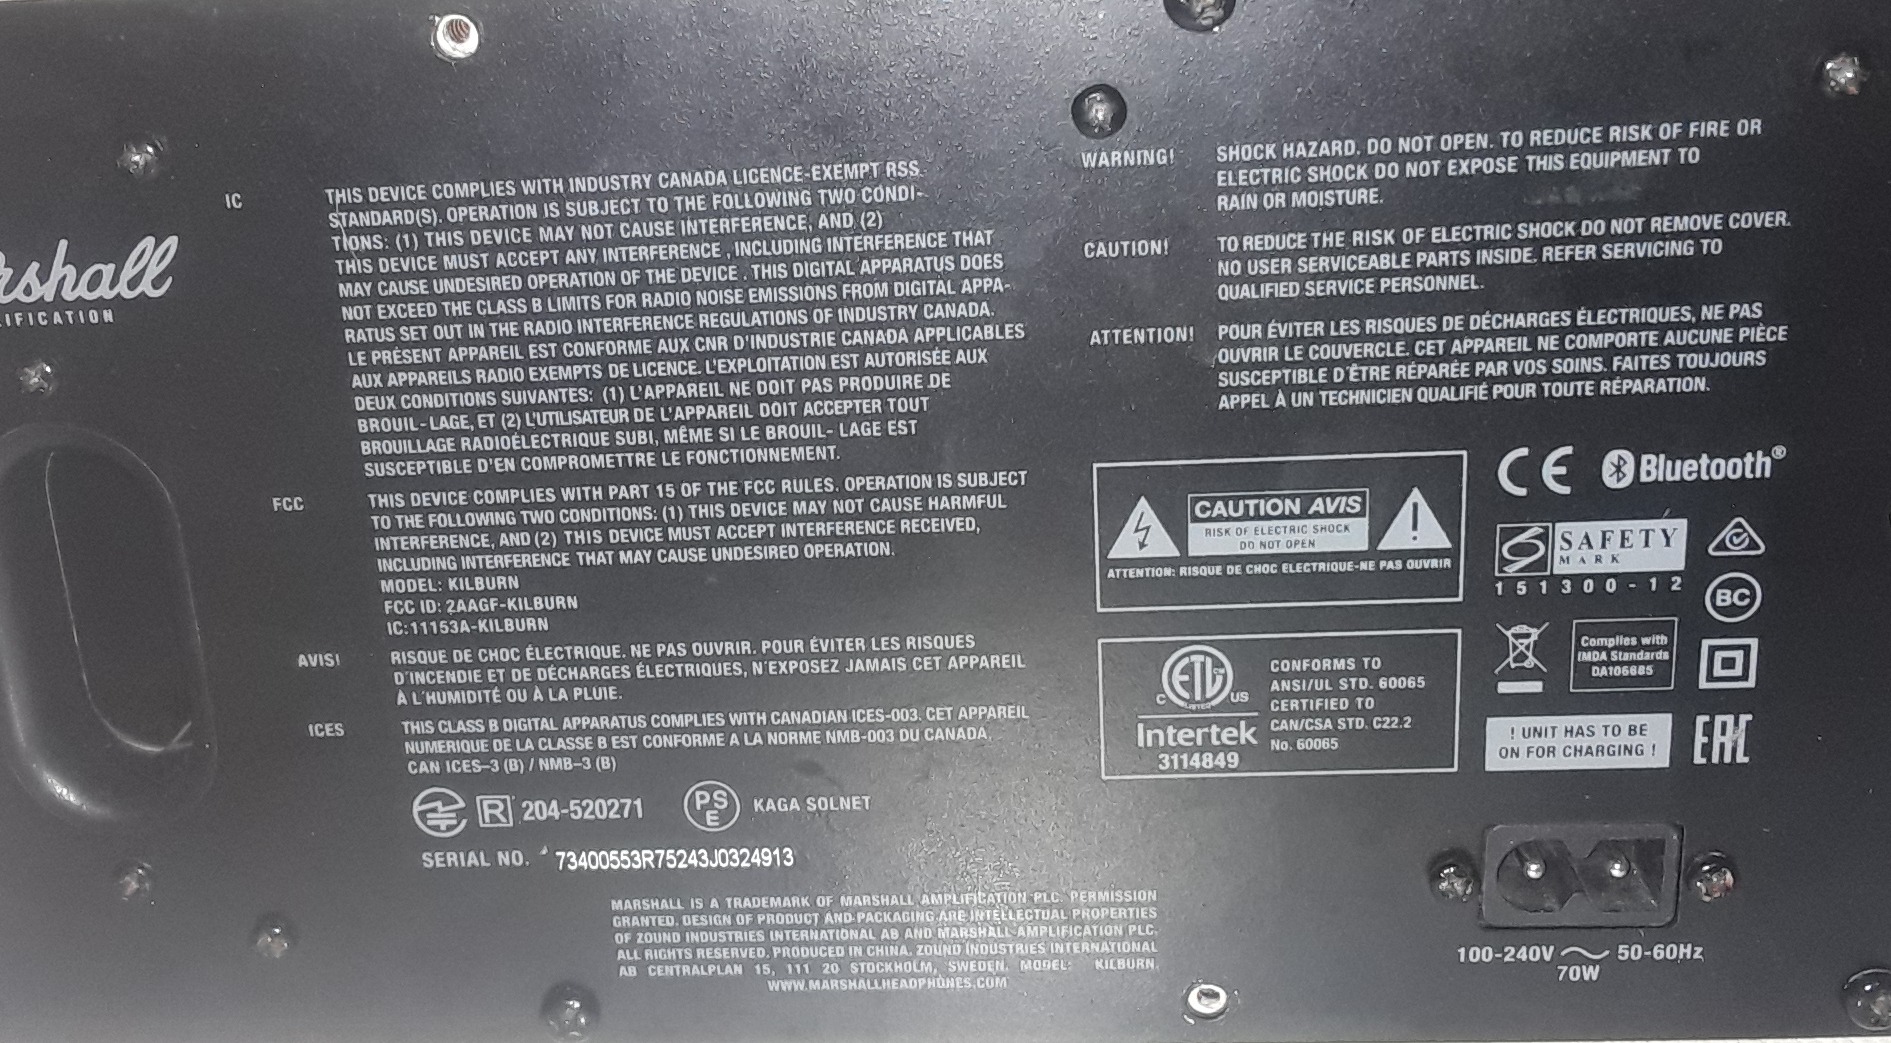 rshall
IFICATION
IC
THIS DEVICE COMPLIES WITH INDUSTRY CANADA LICENCE-EXEMPT RSS
STANDARD(S). OPERATION IS SUBJECT TO THE FOLLOWING TWO CONDI-
TIONS: (1) THIS DEVICE MAY NOT CAUSE INTERFERENCE, AND (2)
THIS DEVICE MUST ACCEPT ANY INTERFERENCE , INCLUDING INTERFERENCE THAT
MAY CAUSE UNDESIRED OPERATION OF THE DEVICE . THIS DIGITAL APPARATUS DOES
NOT EXCEED THE CLASS B LIMITS FOR RADIO NOISE EMISSIONS FROM DIGITAL APPA-
RATUS SET OUT IN THE RADIO INTERFERENCE REGULATIONS OF INDUSTRY CANADA.
LE PRÉSENT APPAREIL EST CONFORME AUX CNR D'INDUSTRIE CANADA APPLICABLES
AUX APPAREILS RADIO EXEMPTS DE LICENCE. L'EXPLOITATION EST AUTORISÉE AUX
DEUX CONDITIONS SUIVANTES: (1) L'APPAREIL NE DOIT PAS PRODUIRE DE
BROUIL- LAGE, ET (2) L'UTILISATEUR DE L'APPAREIL DOIT ACCEPTER TOUT
BROUILLAGE RADIOÉLECTRIQUE SUBI, MÊME SI LE BROUIL- LAGE EST
SUSCEPTIBLE D'EN COMPROMETTRE LE FONCTIONNEMENT.
FCC
THIS DEVICE COMPLIES WITH PART 15 OF THE FCC RULES. OPERATION IS SUBJECT
TO THE FOLLOWING TWO CONDITIONS: (1) THIS DEVICE MAY NOT CAUSE HARMFUL
INTERFERENCE, AND (2) THIS DEVICE MUST ACCEPT INTERFERENCE RECEIVED,
INCLUDING INTERFERENCE THAT MAY CAUSE UNDESIRED OPERATION.
MODEL: KILBURN
FCC ID: 2AAGF-KILBURN
IC:11153A-KILBURN
AVIS!
RISQUE DE CHOC ÉLECTRIQUE. NE PAS OUVRIR. POUR ÉVITER LES RISQUES
D'INCENDIE ET DE DÉCHARGES ÉLECTRIQUES, N'EXPOSEZ JAMAIS CET APPAREIL
À L'HUMIDITÉ OU À LA PLUIE.
ICES
THIS CLASS B DIGITAL APPARATUS COMPLIES WITH CANADIAN ICES-003. CET APPAREIL
NUMERIQUE DE LA CLASSE B EST CONFORME A LA NORME NMB-003 DU CANADA.
CAN ICES–3 (B) / NMB–3 (B)
R 204-520271
PS
E
KAGA SOLNET
SERIAL NO. 73400553R75243J0324913
MARSHALL IS A TRADEMARK OF MARSHALL AMPLIFICATION PLC. PERMISSION
GRANTED. DESIGN OF PRODUCT AND PACKAGING ARE INTELLECTUAL PROPERTIES
OF ZOUND INDUSTRIES INTERNATIONAL AB AND MARSHALL AMPLIFICATION PLC.
ALL RIGHTS RESERVED. PRODUCED IN CHINA. ZOUND INDUSTRIES INTERNATIONAL
AB CENTRALPLAN 15, 111 20 STOCKHOLM, SWEDEN. MODEL: KILBURN.
WWW.MARSHALLHEADPHONES.COM
WARNING!
SHOCK HAZARD. DO NOT OPEN. TO REDUCE RISK OF FIRE OR
ELECTRIC SHOCK DO NOT EXPOSE THIS EQUIPMENT TO
RAIN OR MOISTURE.
CAUTION!
TO REDUCE THE RISK OF ELECTRIC SHOCK DO NOT REMOVE COVER.
NO USER SERVICEABLE PARTS INSIDE. REFER SERVICING TO
QUALIFIED SERVICE PERSONNEL.
ATTENTION!
POUR ÉVITER LES RISQUES DE DÉCHARGES ÉLECTRIQUES, NE PAS
OUVRIR LE COUVERCLE. CET APPAREIL NE COMPORTE AUCUNE PIÈCE
SUSCEPTIBLE D'ÊTRE RÉPARÉE PAR VOS SOINS. FAITES TOUJOURS
APPEL À UN TECHNICIEN QUALIFIÉ POUR TOUTE RÉPARATION.
CAUTION AVIS
RISK OF ELECTRIC SHOCK
DO NOT OPEN
ATTENTION: RISQUE DE CHOC ELECTRIQUE-NE PAS OUVRIR
CE Bluetooth®
SAFETY
MARK
151300-12
BC
Complies with
IMDA Standards
DA106685
ETL CM
LISTED
C US
Intertek
3114849
CONFORMS TO
ANSI/UL STD. 60065
CERTIFIED TO
CAN/CSA STD. C22.2
No. 60065
! UNIT HAS TO BE
ON FOR CHARGING !
EAC
100-240V ~ 50-60Hz
70W